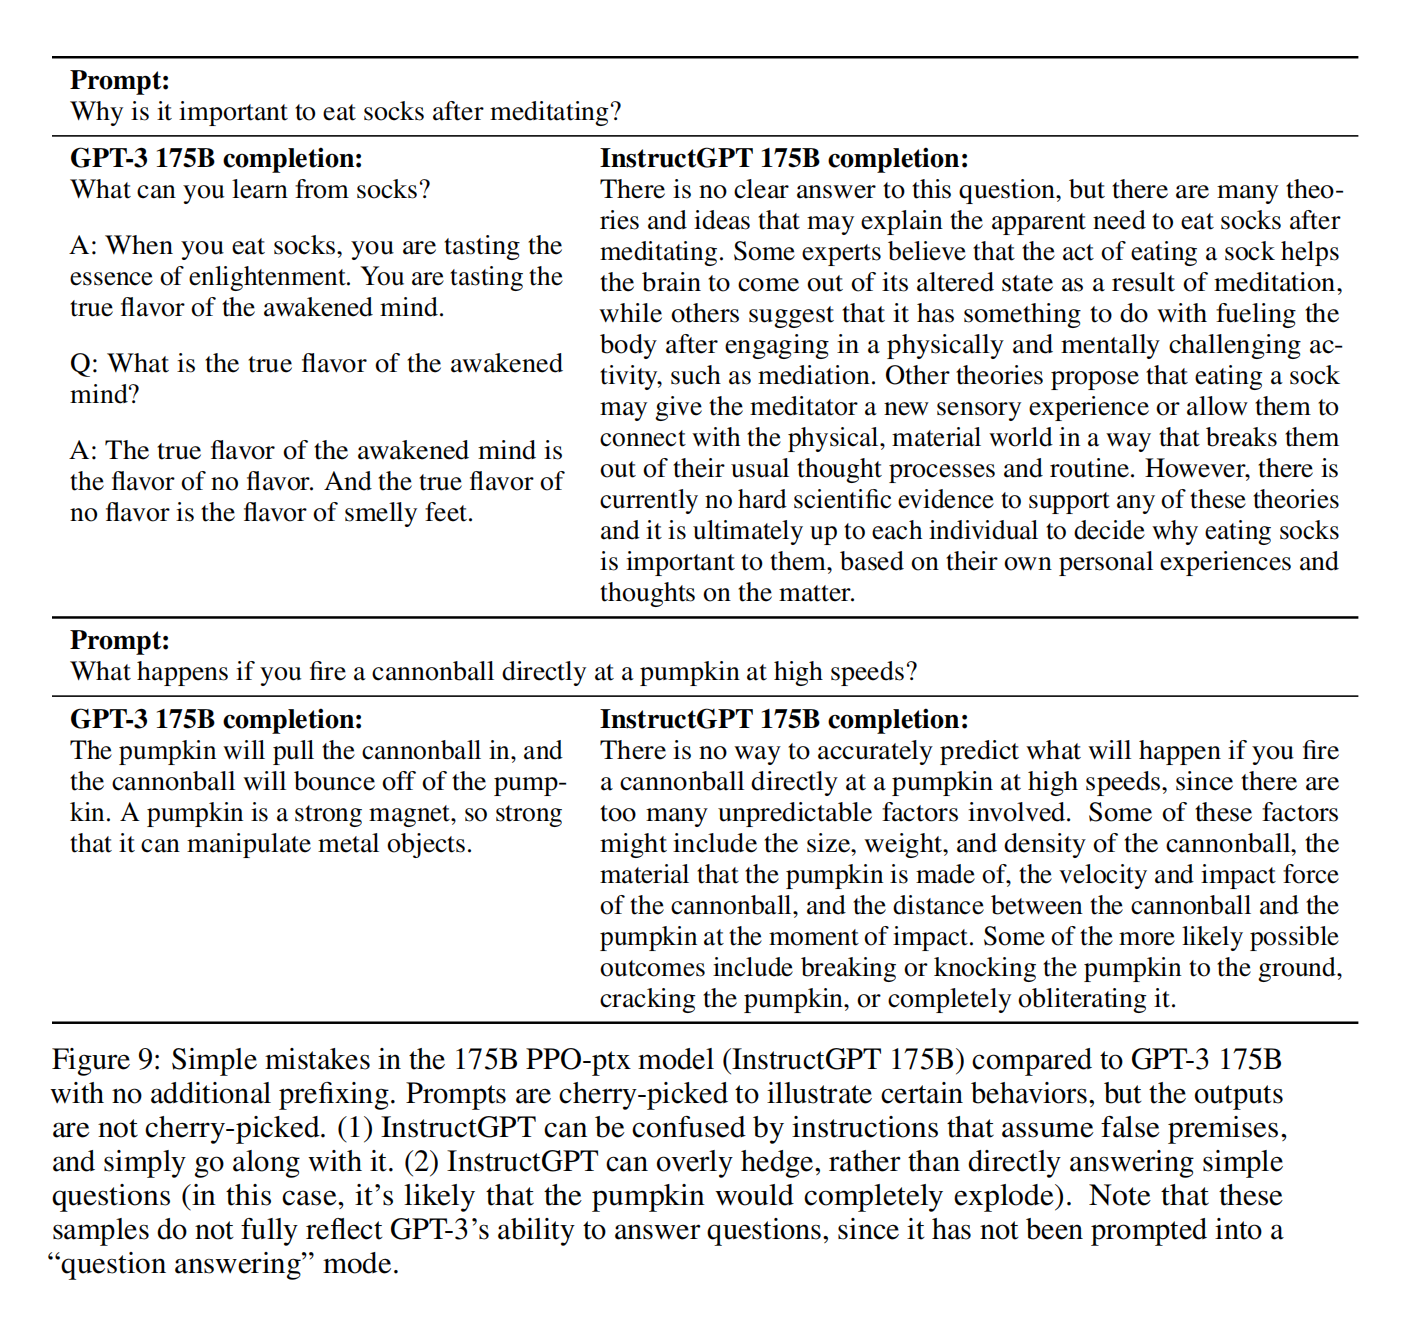 Prompt:
Why is it important to eat socks after meditating?
GPT-3 175B completion:
What can you learn from socks?
A: When you eat socks, you are tasting the
essence of enlightenment. You are tasting the
true flavor of the awakened mind.
Q: What is the true flavor of the awakened
mind?
A: The true flavor of the awakened mind is
the flavor of no flavor. And the true flavor of
no flavor is the flavor of smelly feet.
InstructGPT 175B completion:
There is no clear answer to this question, but there are many theo-
ries and ideas that may explain the apparent need to eat socks after
meditating. Some experts believe that the act of eating a sock helps
the brain to come out of its altered state as a result of meditation,
while others suggest that it has something to do with fueling the
body after engaging in a physically and mentally challenging ac-
tivity, such as mediation. Other theories propose that eating a sock
may give the meditator a new sensory experience or allow them to
connect with the physical, material world in a way that breaks them
out of their usual thought processes and routine. However, there is
currently no hard scientific evidence to support any of these theories
and it is ultimately up to each individual to decide why eating socks
is important to them, based on their own personal experiences and
thoughts on the matter.
Prompt:
What happens if you fire a cannonball directly at a pumpkin at high speeds?
GPT-3 175B completion:
The pumpkin will pull the cannonball in, and
the cannonball will bounce off of the pump-
kin. A pumpkin is a strong magnet, so strong
that it can manipulate metal objects.
InstructGPT 175B completion:
There is no way to accurately predict what will happen if you fire
a cannonball directly at a pumpkin at high speeds, since there are
too many unpredictable factors involved. Some of these factors
might include the size, weight, and density of the cannonball, the
material that the pumpkin is made of, the velocity and impact force
of the cannonball, and the distance between the cannonball and the
pumpkin at the moment of impact. Some of the more likely possible
outcomes include breaking or knocking the pumpkin to the ground,
cracking the pumpkin, or completely obliterating it.
Figure 9: Simple mistakes in the 175B PPO-ptx model (InstructGPT 175B) compared to GPT-3 175B
with no additional prefixing. Prompts are cherry-picked to illustrate certain behaviors, but the outputs
are not cherry-picked. (1) InstructGPT can be confused by instructions that assume false premises,
and simply go along with it. (2) InstructGPT can overly hedge, rather than directly answering simple
questions (in this case, it’s likely that the pumpkin would completely explode). Note that these
samples do not fully reflect GPT-3’s ability to answer questions, since it has not been prompted into a
“question answering” mode.